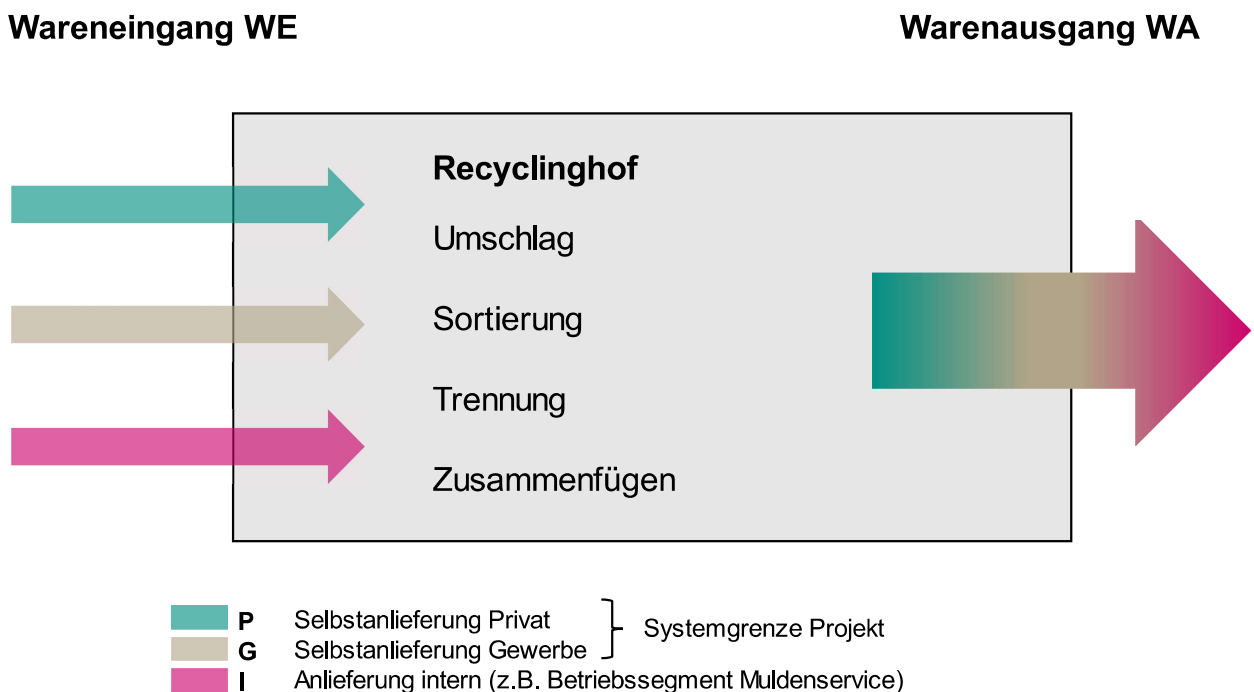 Wareneingang WE
Warenausgang WA
Recyclinghof
Umschlag
Sortierung
Trennung
Zusammenfügen
P Selbstanlieferung Privat
G Selbstanlieferung Gewerbe
Systemgrenze Projekt
I Anlieferung intern (z.B. Betriebssegment Muldenservice)